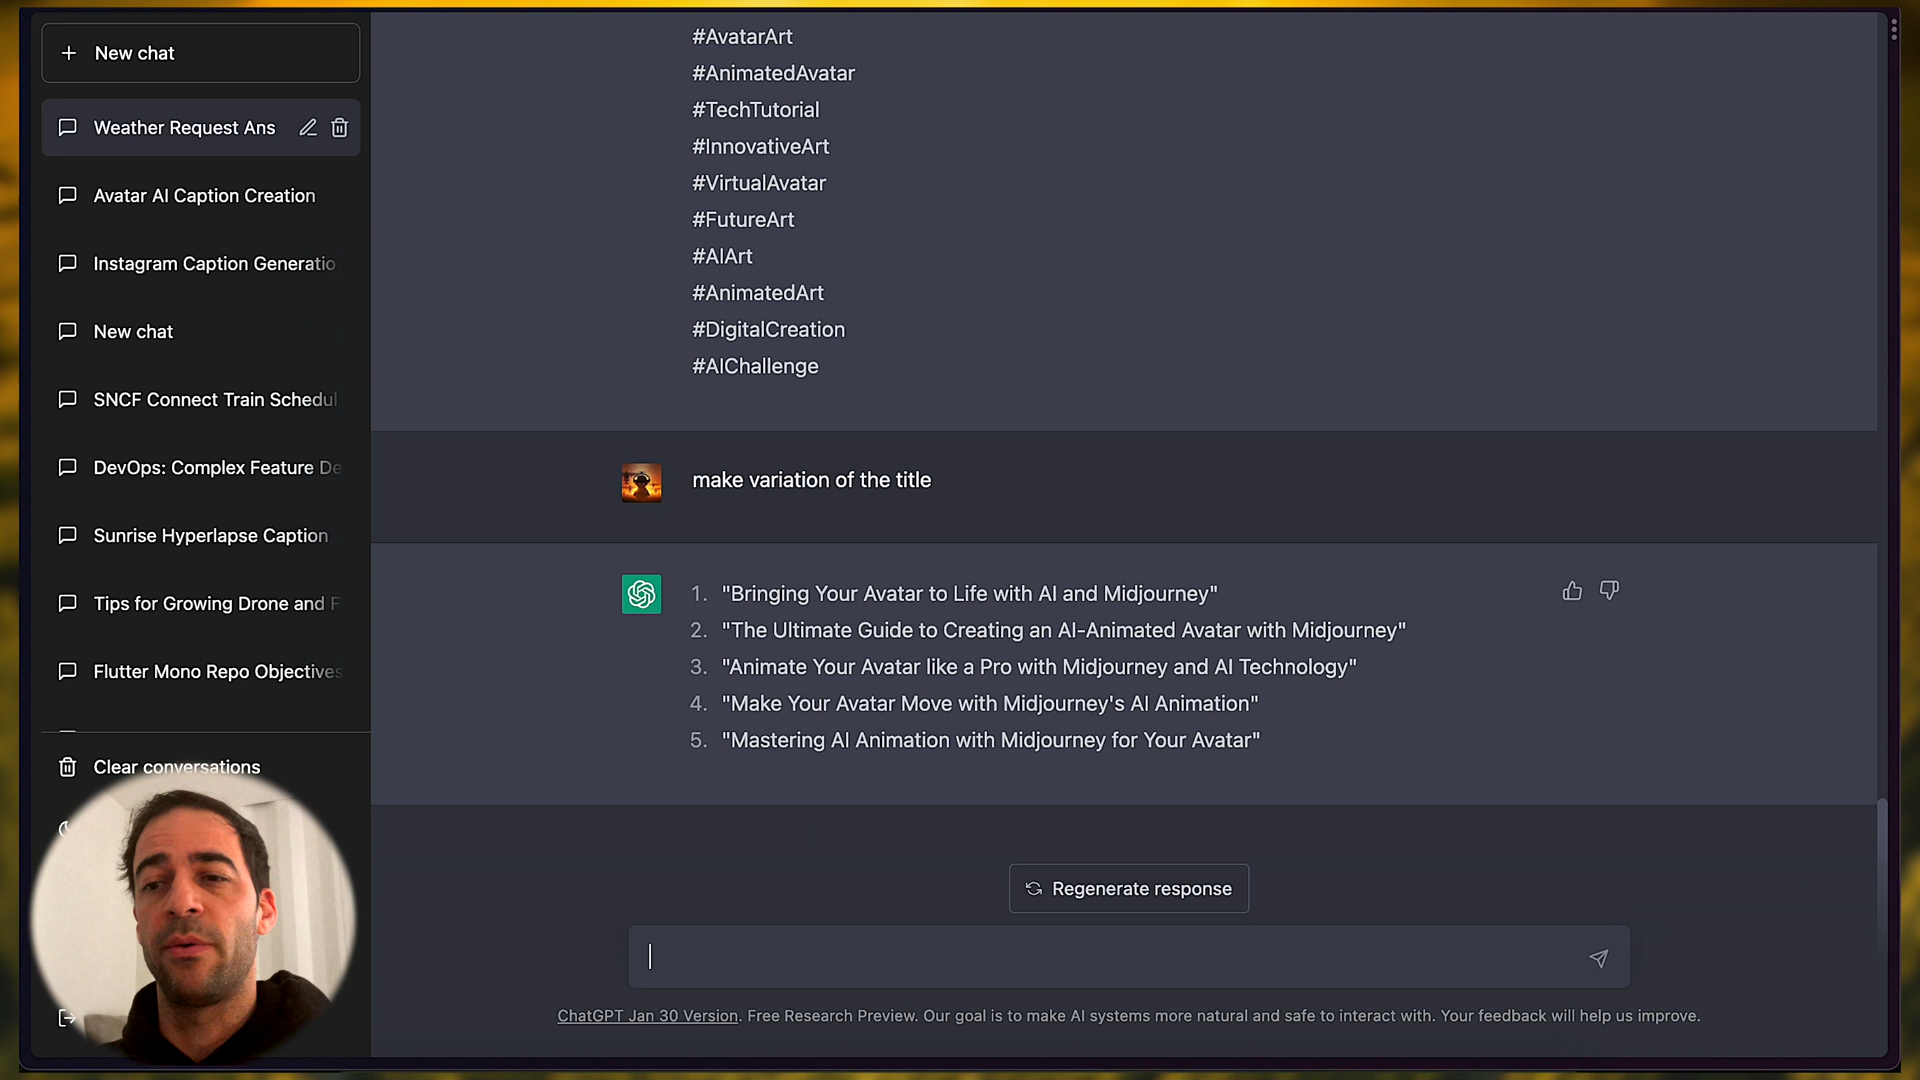 New chat
Weather Request Ans
Avatar AI Caption Creation
Instagram Caption Generatio
New chat
SNCF Connect Train Schedul
DevOps: Complex Feature De
Sunrise Hyperlapse Caption
Tips for Growing Drone and F
Flutter Mono Repo Objectives
Clear conversations
#AvatarArt
#AnimatedAvatar
#TechTutorial
#InnovativeArt
#VirtualAvatar
#FutureArt
#AIArt
#AnimatedArt
#DigitalCreation
#AIChallenge
make variation of the title
1. "Bringing Your Avatar to Life with AI and Midjourney"
2. "The Ultimate Guide to Creating an AI-Animated Avatar with Midjourney"
3. "Animate Your Avatar like a Pro with Midjourney and AI Technology"
4. "Make Your Avatar Move with Midjourney's AI Animation"
5. "Mastering AI Animation with Midjourney for Your Avatar"
Regenerate response
ChatGPT Jan 30 Version. Free Research Preview. Our goal is to make AI systems more natural and safe to interact with. Your feedback will help us improve.